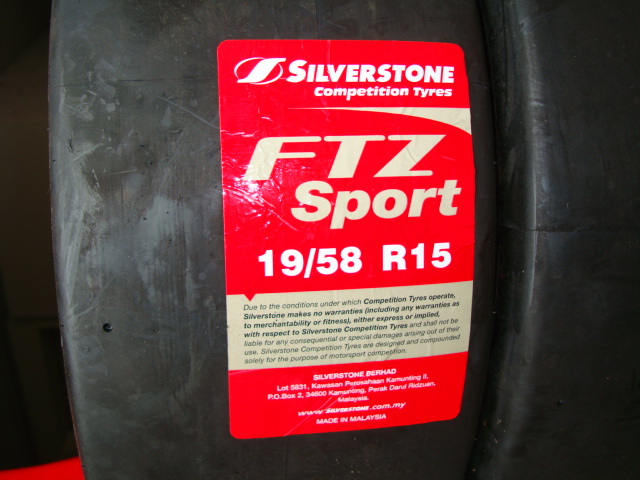 SILVERSTONE
Competition Tyres
FTZ
Sport
19/58 R15
Due to the conditions under which Competition Tyres operate,
Silverstone makes no warranties (including any warranties as
to merchantability or fitness), either express or implied,
with respect to Silverstone Competition Tyres and shall not be
liable for any consequential or special damages arising out of their
use. Silverstone Competition Tyres are designed and compounded
solely for the purpose of motorsport competition.
SILVERSTONE BERHAD
Lot 5831, Kawasan Perusahaan Kamunting II,
P.O.Box 2, 34600 Kamunting, Perak Darul Ridzuan,
Malaysia.
www.SILVERSTONE.com.my
MADE IN MALAYSIA